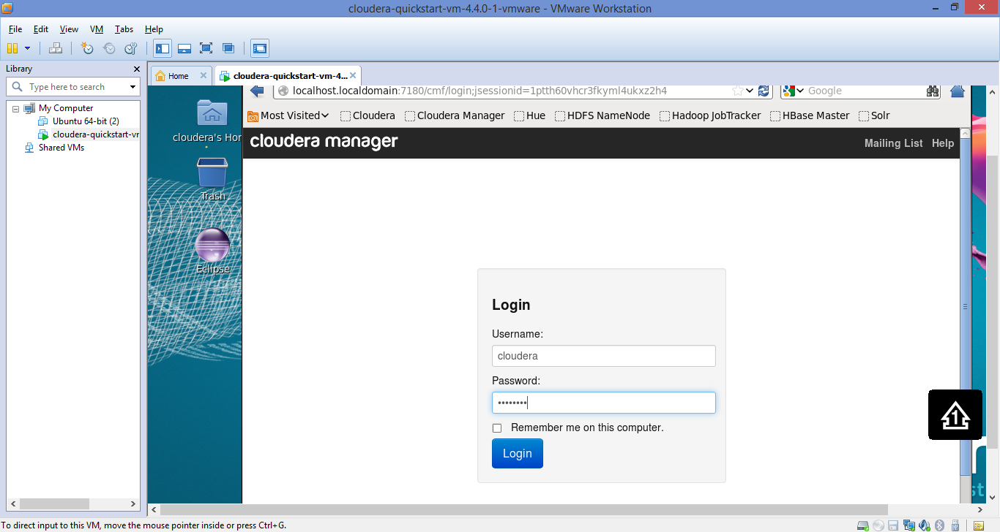 cloudera-quickstart-vm-4.4.0-1-vmware - VMware Workstation
File Edit View VM Tabs Help
Library
Type here to search
My Computer
Ubuntu 64-bit (2)
cloudera-quickstart-vr
Shared VMs
Home
cloudera-quickstart-vm-4...
localhost.localdomain:7180/cmf/login;jsessionid=1ptth60vhcr3fkyml4ukxz2h4
Google
Most Visited Cloudera Cloudera Manager Hue HDFS NameNode Hadoop JobTracker HBase Master Solr
cloudera's Hor
Trash
Eclipse
cloudera manager
Mailing List Help
Login
Username:
cloudera
Password:
••••••••
Remember me on this computer.
Login
1
st
To direct input to this VM, move the mouse pointer inside or press Ctrl+G.